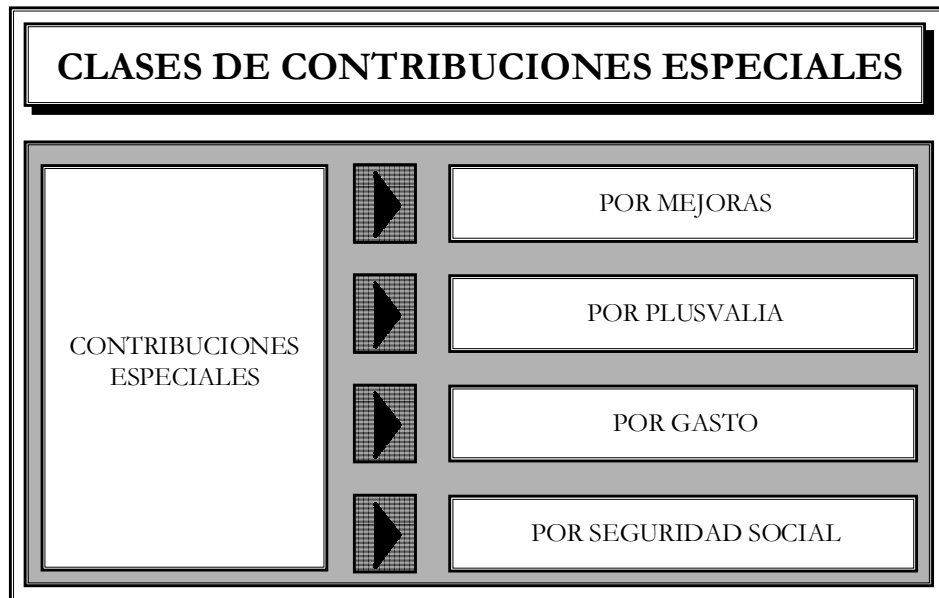 CLASES DE CONTRIBUCIONES ESPECIALES
CONTRIBUCIONES
ESPECIALES
POR MEJORAS
POR PLUSVALIA
POR GASTO
POR SEGURIDAD SOCIAL